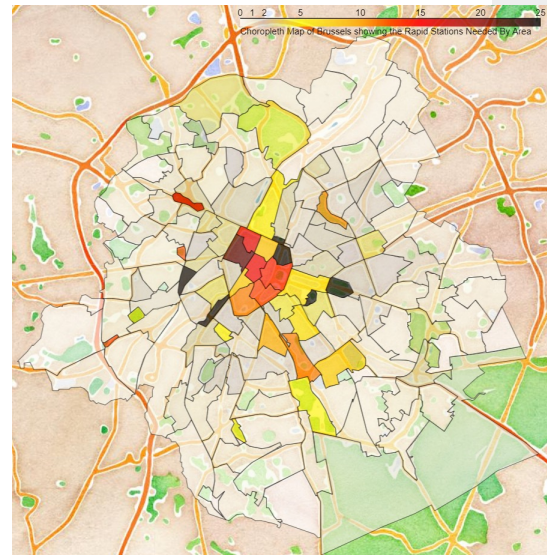 0 1 2 5 10 15 20 25
Choropleth Map of Brussels showing the Rapid Stations Needed By Area